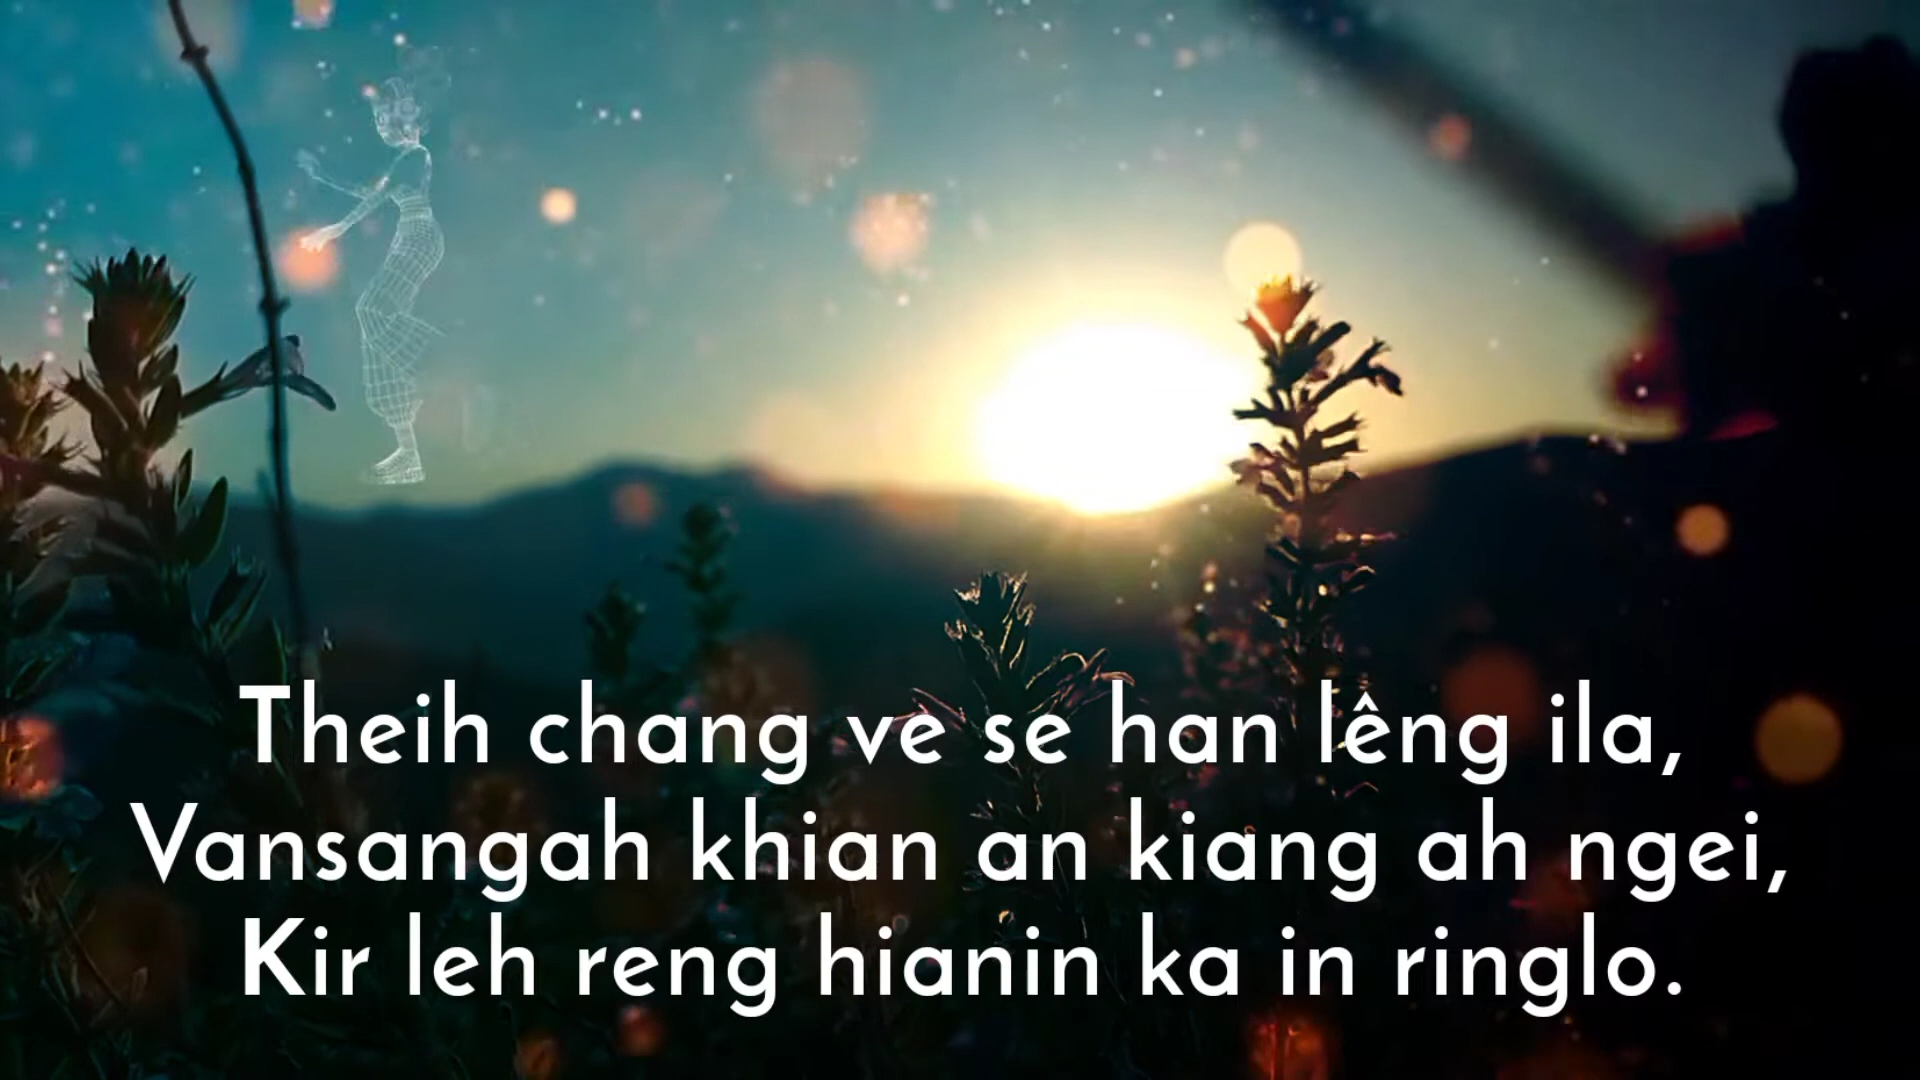 Theih chang ve se han lêng ila,
Vansangah khian an kiang ah ngei,
Kir leh reng hianin ka in ringlo.